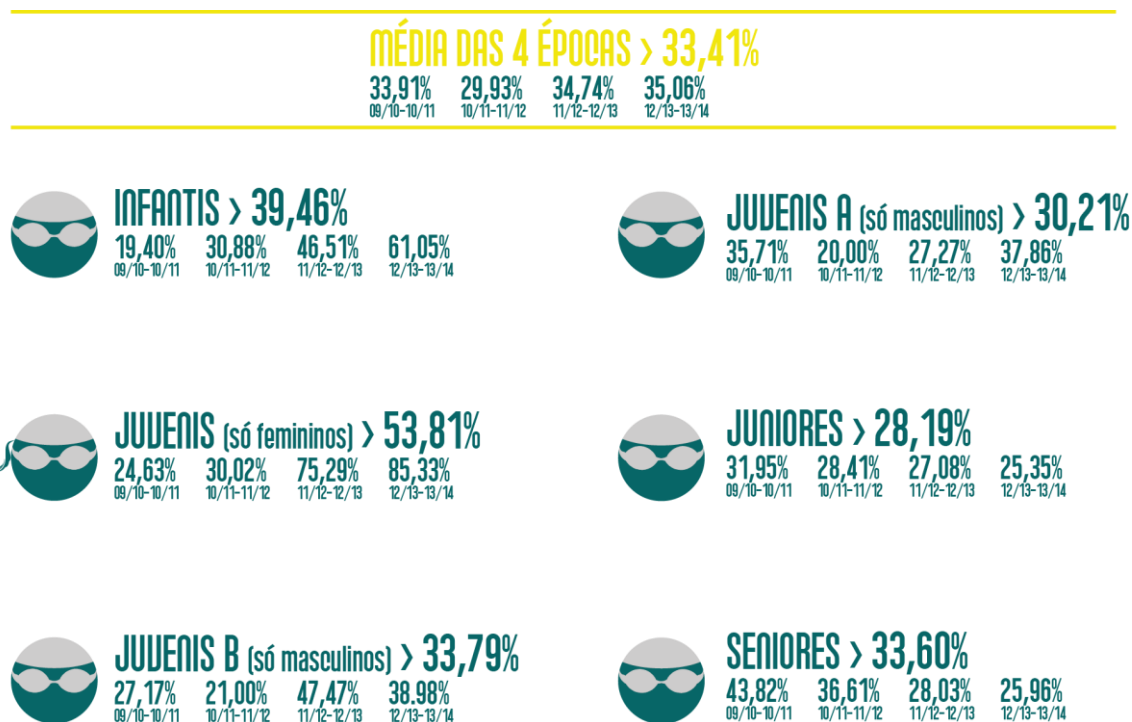 MÉDIA DAS 4 ÉPOCAS > 33,41%
33,91% 29,93% 34,74% 35,06%
09/10-10/11 10/11-11/12 11/12-12/13 12/13-13/14
INFANTIS > 39,46%
19,40% 30,88% 46,51% 61,05%
09/10-10/11 10/11-11/12 11/12-12/13 12/13-13/14
JUVENIS A (só masculinos) > 30,21%
35,71% 20,00% 27,27% 37,86%
09/10-10/11 10/11-11/12 11/12-12/13 12/13-13/14
JUVENIS (só femininos) > 53,81%
24,63% 30,02% 75,29% 85,33%
09/10-10/11 10/11-11/12 11/12-12/13 12/13-13/14
JUNIORES > 28,19%
31,95% 28,41% 27,08% 25,35%
09/10-10/11 10/11-11/12 11/12-12/13 12/13-13/14
JUVENIS B (só masculinos) > 33,79%
27,17% 21,00% 47,47% 38.98%
09/10-10/11 10/11-11/12 11/12-12/13 12/13-13/14
SENIORES > 33,60%
43,82% 36,61% 28,03% 25,96%
09/10-10/11 10/11-11/12 11/12-12/13 12/13-13/14